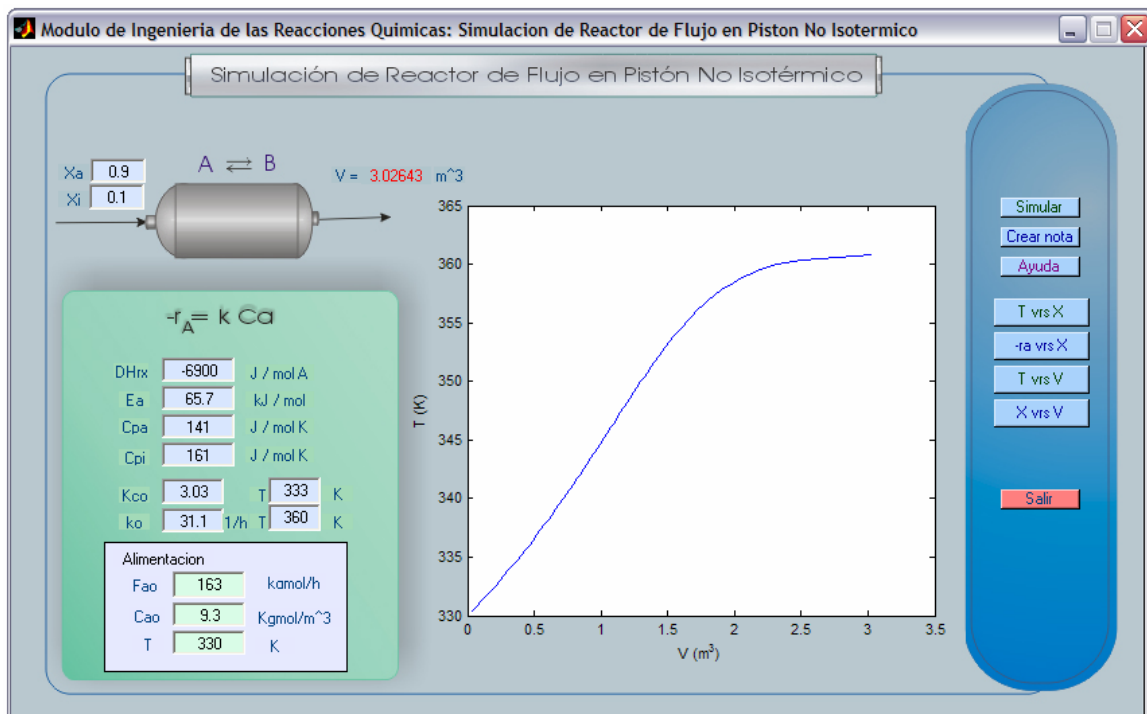 Modulo de Ingenieria de las Reacciones Quimicas: Simulacion de Reactor de Flujo en Piston No Isotermico
Simulación de Reactor de Flujo en Pistón No Isotérmico
Xa 0.9
Xi 0.1
A ⇄ B
V = 3.02643 m^3
-rA= k Ca
DHrx -6900 J / mol A
Ea 65.7 kJ / mol
Cpa 141 J / mol K
Cpi 161 J / mol K
Kco 3.03 T 333 K
ko 31.1 1/h T 360 K
Alimentacion
Fao 163 kgmol/h
Cao 9.3 Kgmol/m^3
T 330 K
365
360
355
350
345
340
335
330
T (K)
0 0.5 1 1.5 2 2.5 3 3.5
V (m³)
Simular
Crear nota
Ayuda
T vrs X
-ra vrs X
T vrs V
X vrs V
Salir